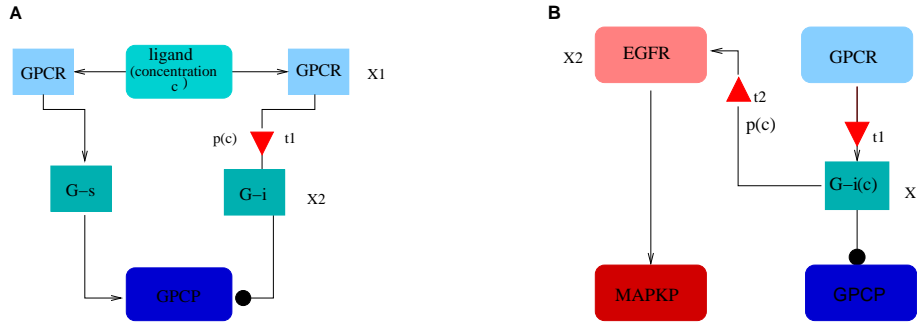 A
B
ligand
(concentration
c )
GPCR
GPCR
X1
p(c)
t1
G−s
G−i
X2
GPCP
X2
EGFR
GPCR
t2
p(c)
t1
G−i(c)
X
MAPKP
GPCP